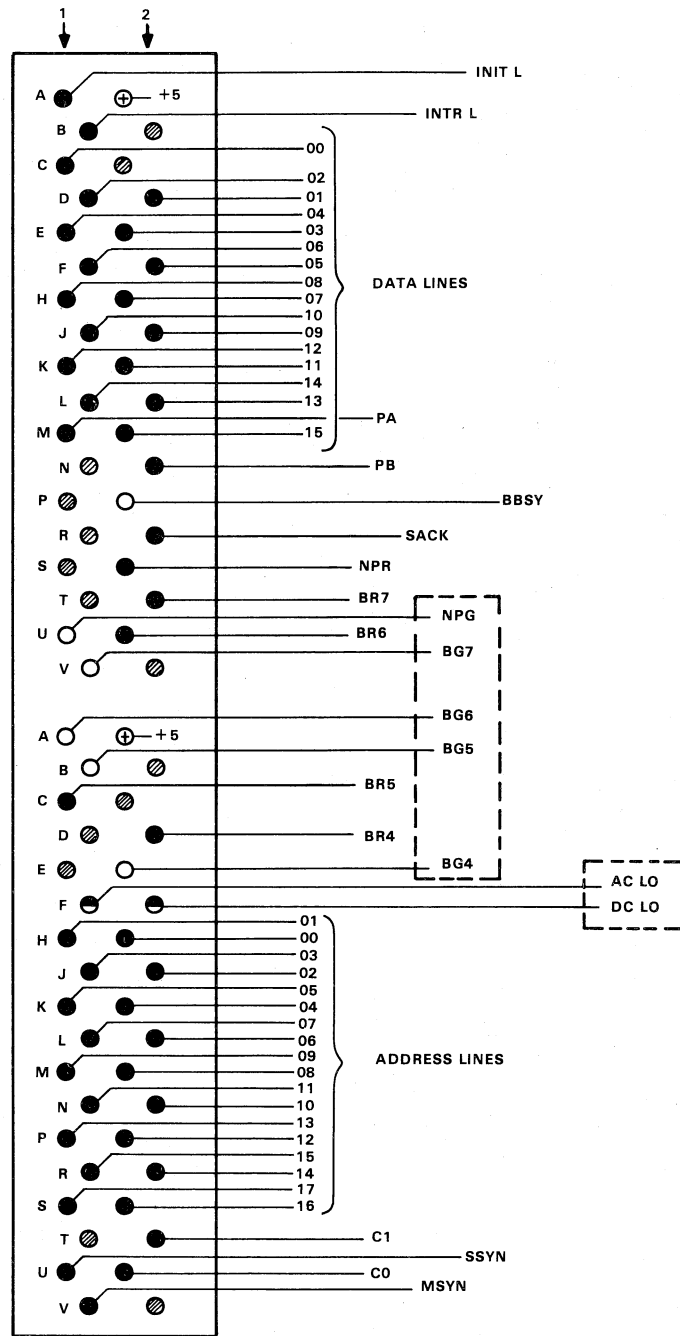 1 2
INIT L
A +5
INTR L
B
00
C
02
D 01
04
E 03
06
F 05
08
DATA LINES
H 07
10
J 09
12
K 11
14
L 13
PA
M 15
N PB
P BBSY
R SACK
S NPR
T BR7
NPG
U BR6
BG7
V
BG6
A +5
BG5
B
BR5
C
D BR4
E BG4
AC LO
F DC LO
01
H 00
03
J 02
05
K 04
07
L 06
09
ADDRESS LINES
M 08
11
N 10
13
P 12
15
R 14
17
S 16
T C1
SSYN
U C0
MSYN
V